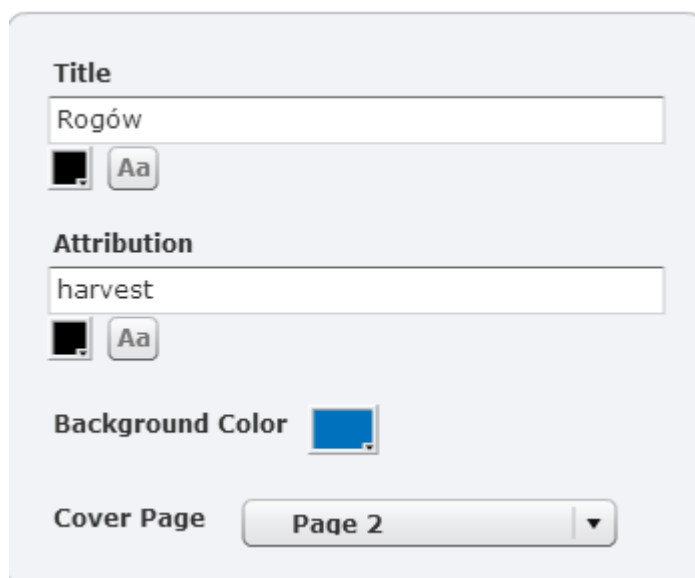 Title
Rogów
Aa
Attribution
harvest
Aa
Background Color
Cover Page Page 2